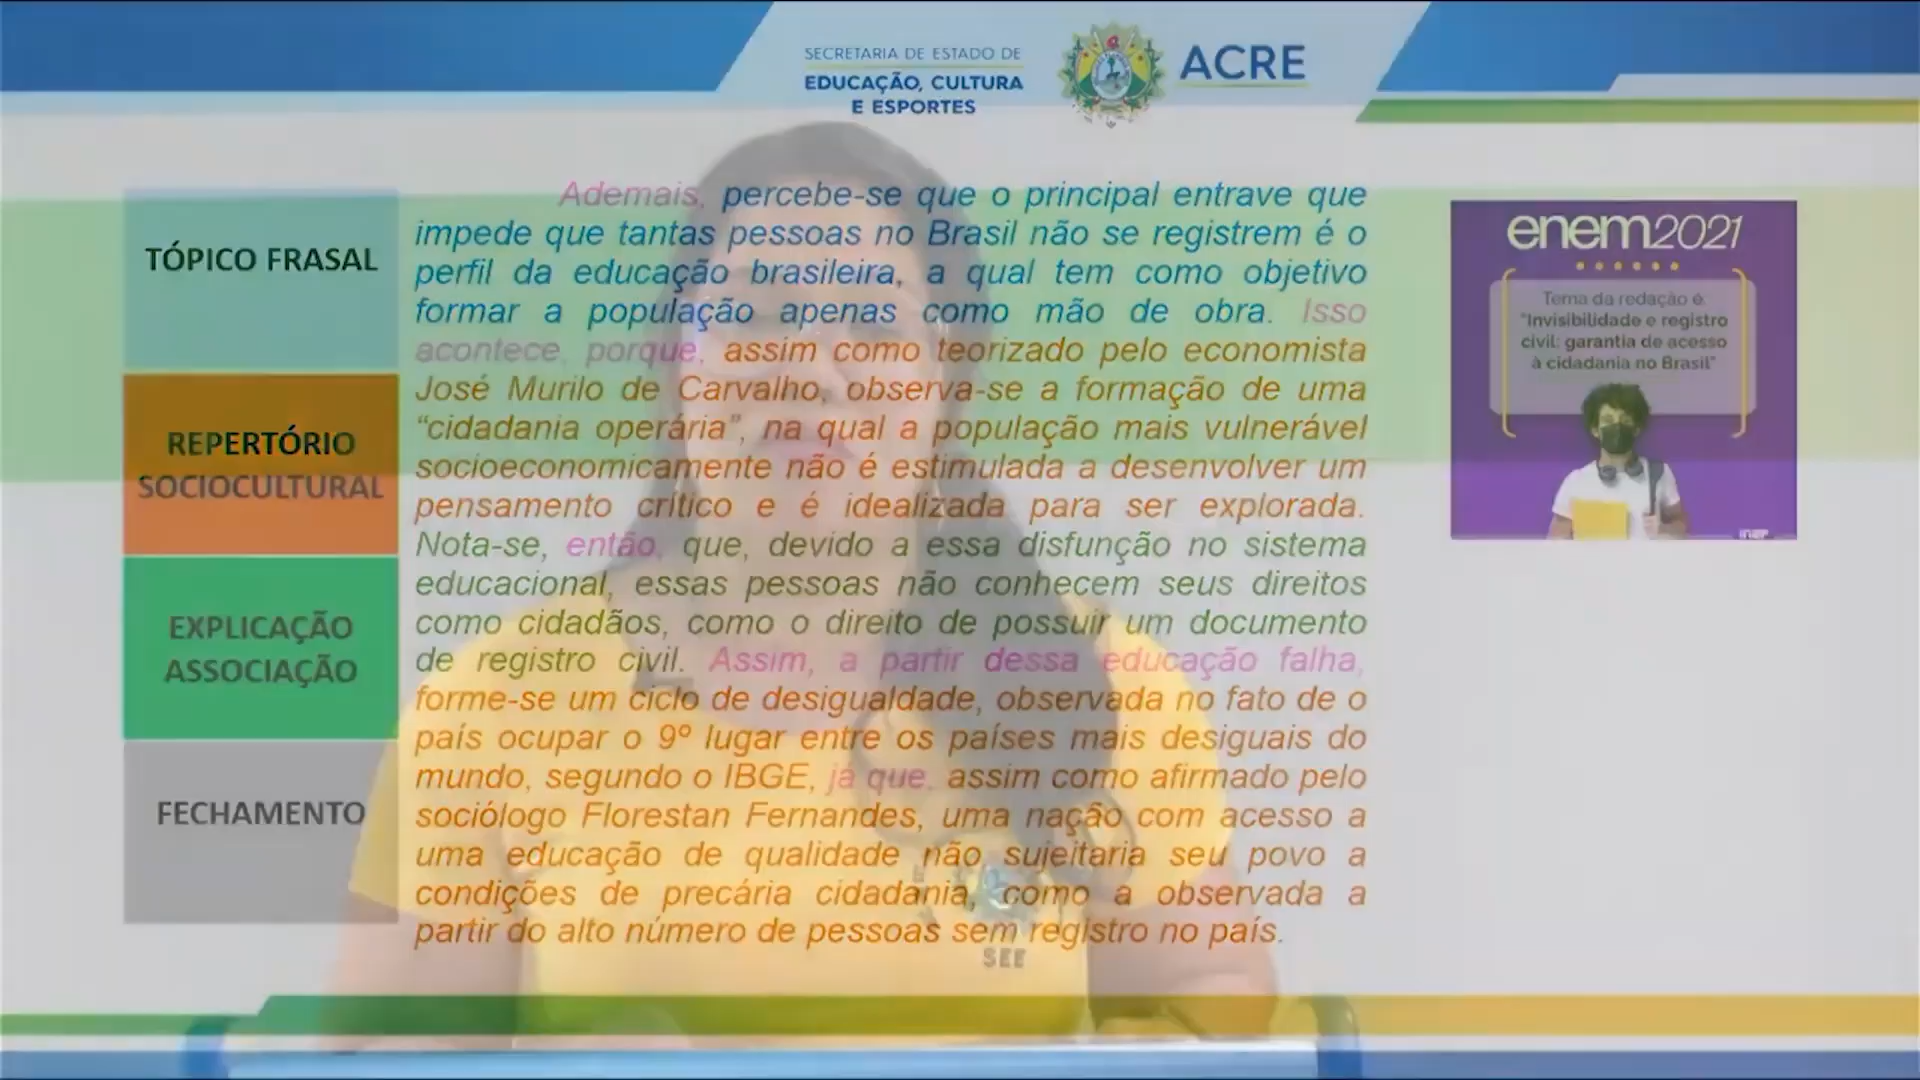 SECRETARIA DE ESTADO DE
EDUCAÇÃO, CULTURA
E ESPORTES
ACRE
TÓPICO FRASAL
REPERTÓRIO
SOCIOCULTURAL
EXPLICAÇÃO
ASSOCIAÇÃO
FECHAMENTO
Ademais, percebe-se que o principal entrave que
impede que tantas pessoas no Brasil não se registrem é o
perfil da educação brasileira, a qual tem como objetivo
formar a população apenas como mão de obra. Isso
acontece, porque, assim como teorizado pelo economista
José Murilo de Carvalho, observa-se a formação de uma
“cidadania operária”, na qual a população mais vulnerável
socioeconomicamente não é estimulada a desenvolver um
pensamento crítico e é idealizada para ser explorada.
Nota-se, então, que, devido a essa disfunção no sistema
educacional, essas pessoas não conhecem seus direitos
como cidadãos, como o direito de possuir um documento
de registro civil. Assim, a partir dessa educação falha,
forme-se um ciclo de desigualdade, observada no fato de o
país ocupar o 9º lugar entre os países mais desiguais do
mundo, segundo o IBGE, já que, assim como afirmado pelo
sociólogo Florestan Fernandes, uma nação com acesso a
uma educação de qualidade não sujeitaria seu povo a
condições de precária cidadania, como a observada a
partir do alto número de pessoas sem registro no país.
enem2021
Tema da redação é:
"Invisibilidade e registro
civil: garantia de acesso
à cidadania no Brasil"
inep
SEE